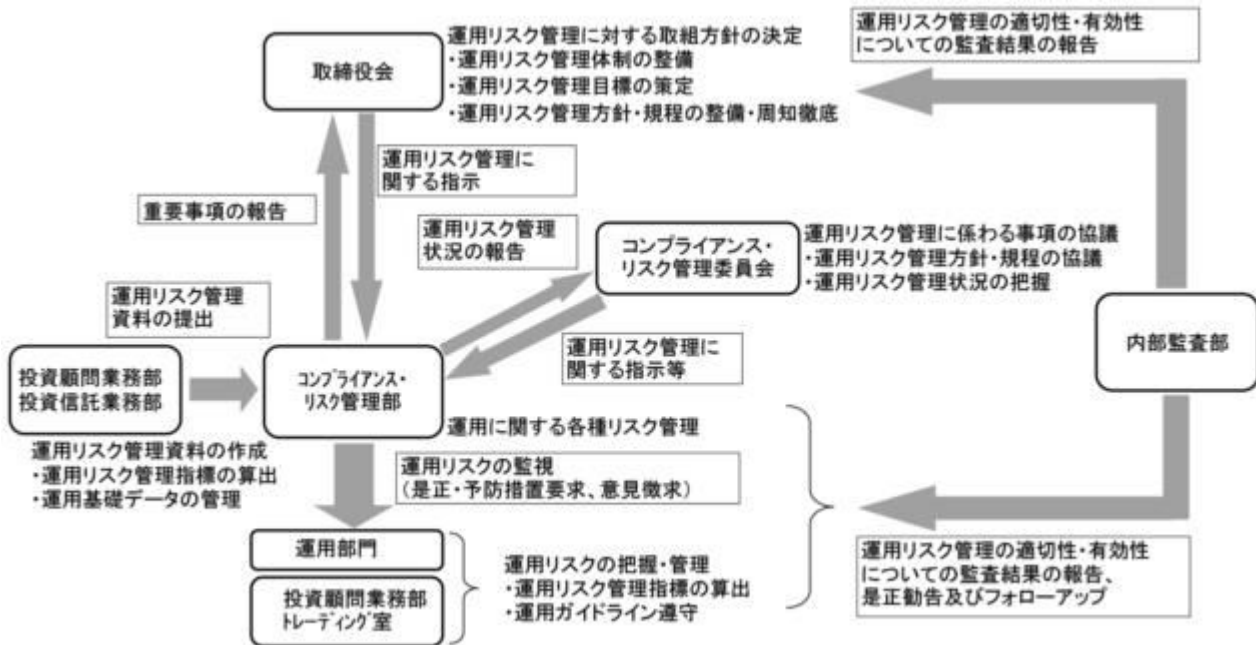 取締役会
運用リスク管理に対する取組方針の決定
・運用リスク管理体制の整備
・運用リスク管理目標の策定
・運用リスク管理方針・規程の整備・周知徹底
運用リスク管理の適切性・有効性
についての監査結果の報告
運用リスク管理に
関する指示
重要事項の報告
運用リスク管理
状況の報告
コンプライアンス・
リスク管理委員会
運用リスク管理に係わる事項の協議
・運用リスク管理方針・規程の協議
・運用リスク管理状況の把握
運用リスク管理
資料の提出
運用リスク管理に
関する指示等
内部監査部
投資顧問業務部
投資信託業務部
コンプライアンス・
リスク管理部
運用に関する各種リスク管理
運用リスク管理資料の作成
・運用リスク管理指標の算出
・運用基礎データの管理
運用リスクの監視
(是正・予防措置要求、意見徴求)
運用部門
投資顧問業務部
トレーディング室
運用リスクの把握・管理
・運用リスク管理指標の算出
・運用ガイドライン遵守
運用リスク管理の適切性・有効性
についての監査結果の報告、
是正勧告及びフォローアップ